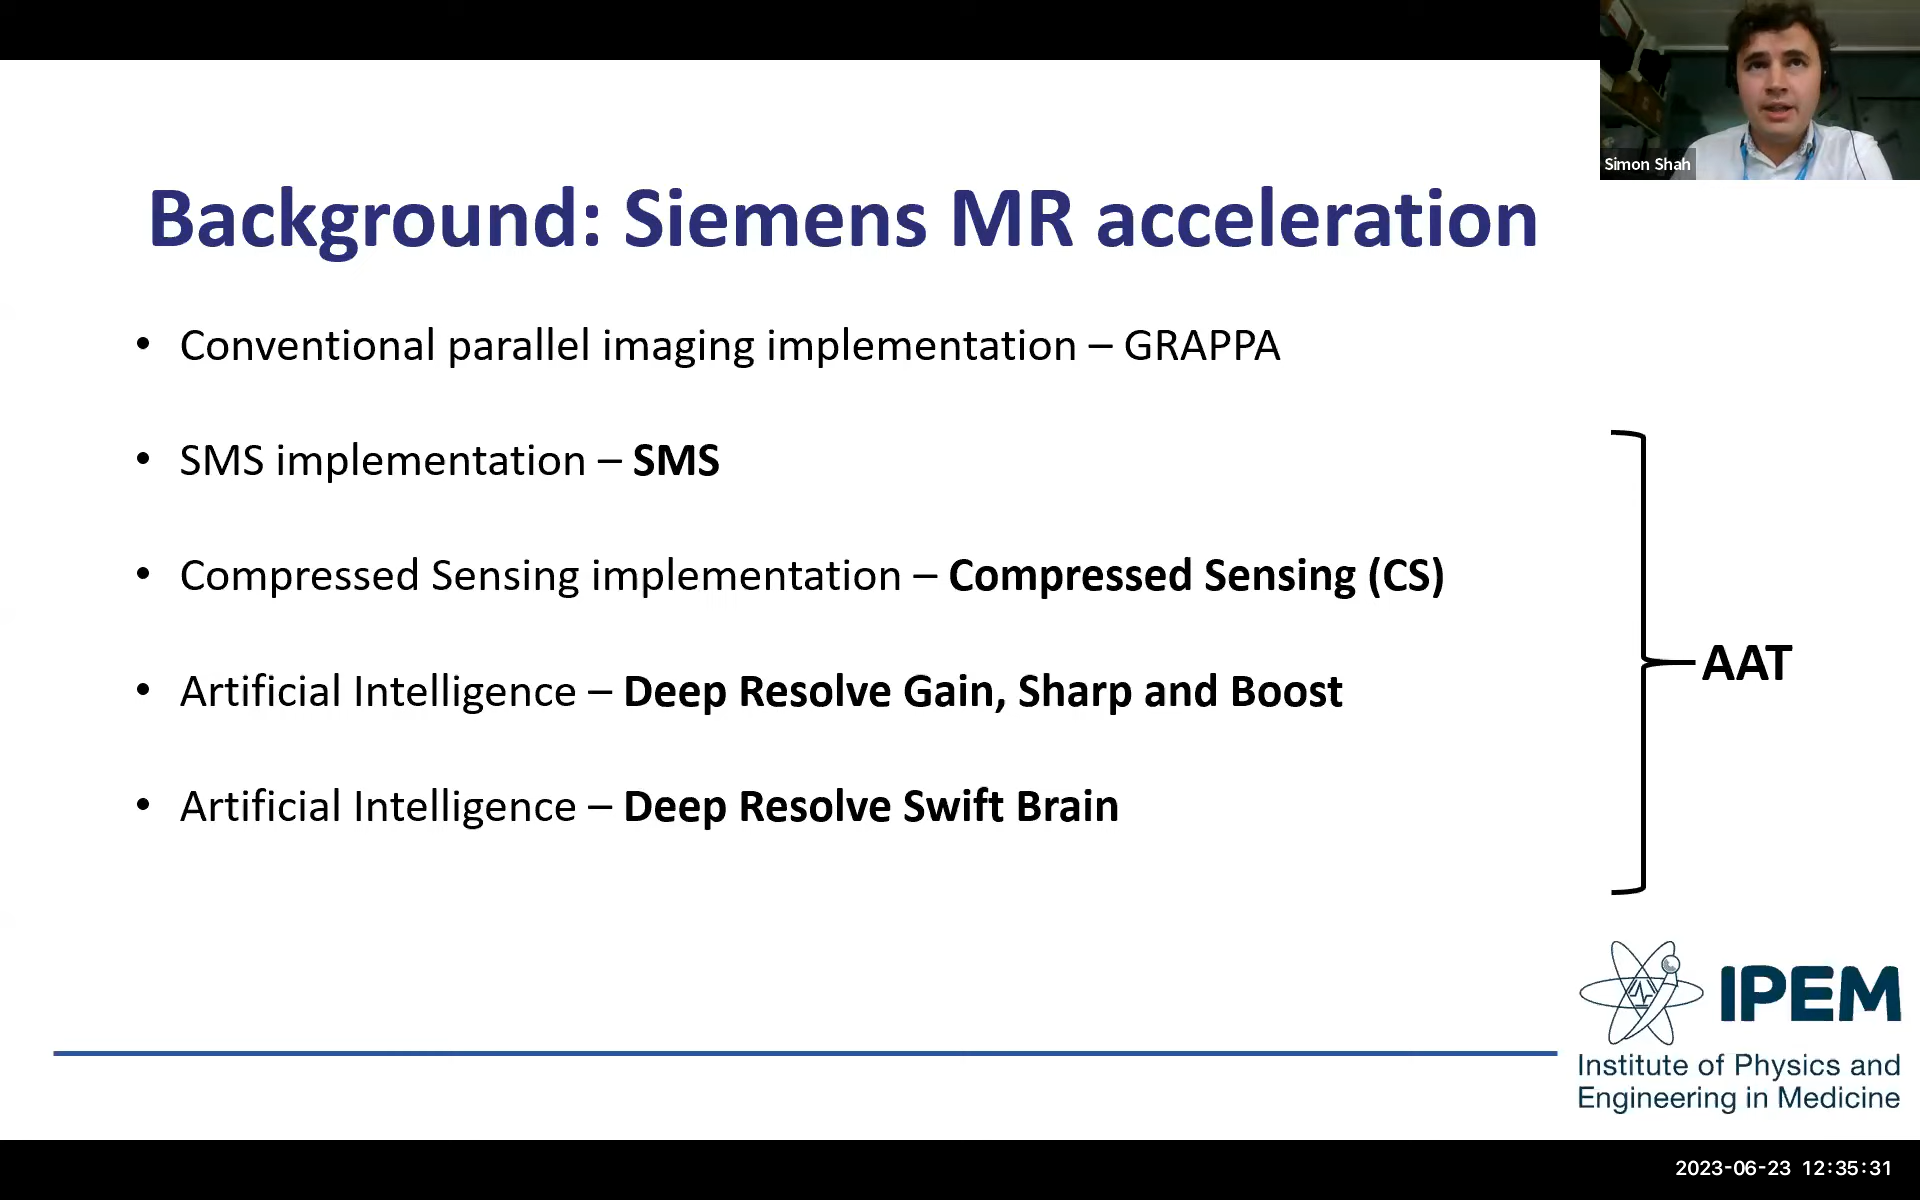 Simon Shah
Background: Siemens MR acceleration
• Conventional parallel imaging implementation – GRAPPA
• SMS implementation – SMS
• Compressed Sensing implementation – Compressed Sensing (CS)
• Artificial Intelligence – Deep Resolve Gain, Sharp and Boost
• Artificial Intelligence – Deep Resolve Swift Brain
AAT
IPEM
Institute of Physics and
Engineering in Medicine
2023-06-23 12:35:31